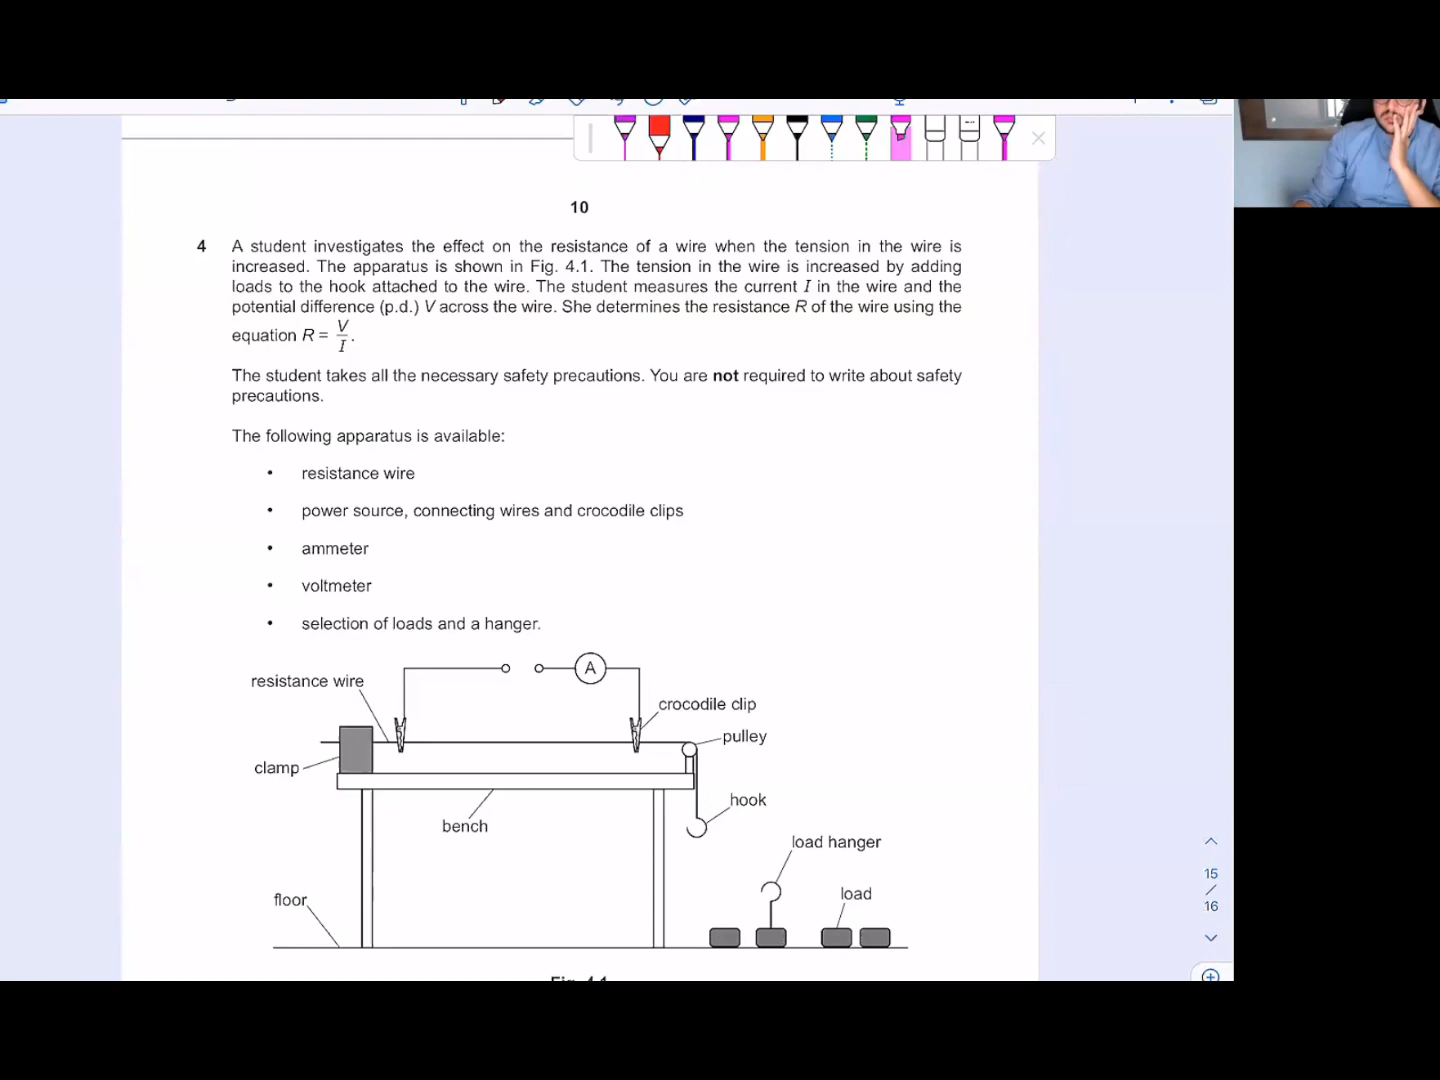 10
4 A student investigates the effect on the resistance of a wire when the tension in the wire is
increased. The apparatus is shown in Fig. 4.1. The tension in the wire is increased by adding
loads to the hook attached to the wire. The student measures the current I in the wire and the
potential difference (p.d.) V across the wire. She determines the resistance R of the wire using the
equation R = V/I.
The student takes all the necessary safety precautions. You are not required to write about safety
precautions.
The following apparatus is available:
• resistance wire
• power source, connecting wires and crocodile clips
• ammeter
• voltmeter
• selection of loads and a hanger.
A
resistance wire
crocodile clip
pulley
clamp
hook
bench
load hanger
floor
load
15
/
16
Fig. 4.1